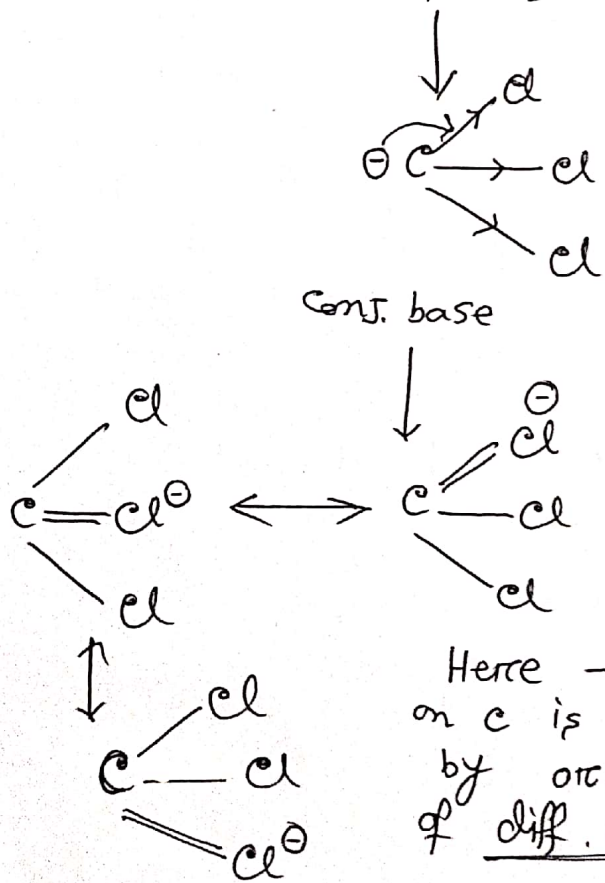 Cl
⊖ C Cl
Cl
Conj. base
Cl
C = Cl⊖
Cl
⊖
C = Cl
Cl
Cl
Cl
C Cl
Cl⊖
Here
on c is
by
of diff.